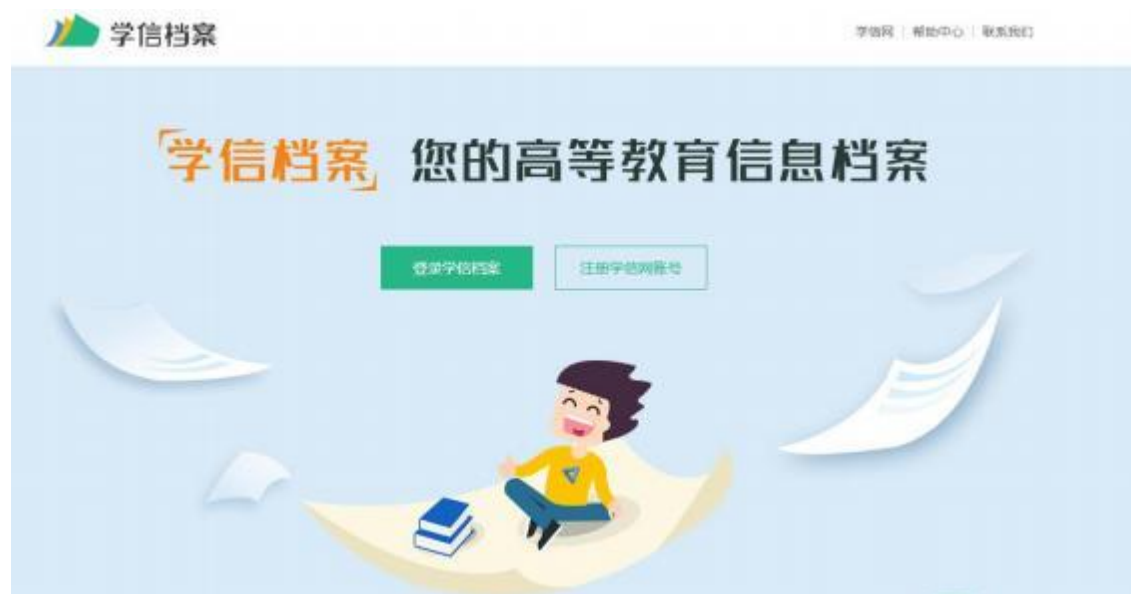 学信档案
学信网 | 帮助中心 | 联系我们
「学信档案」 您的高等教育信息档案
登录学信档案
注册学信网账号